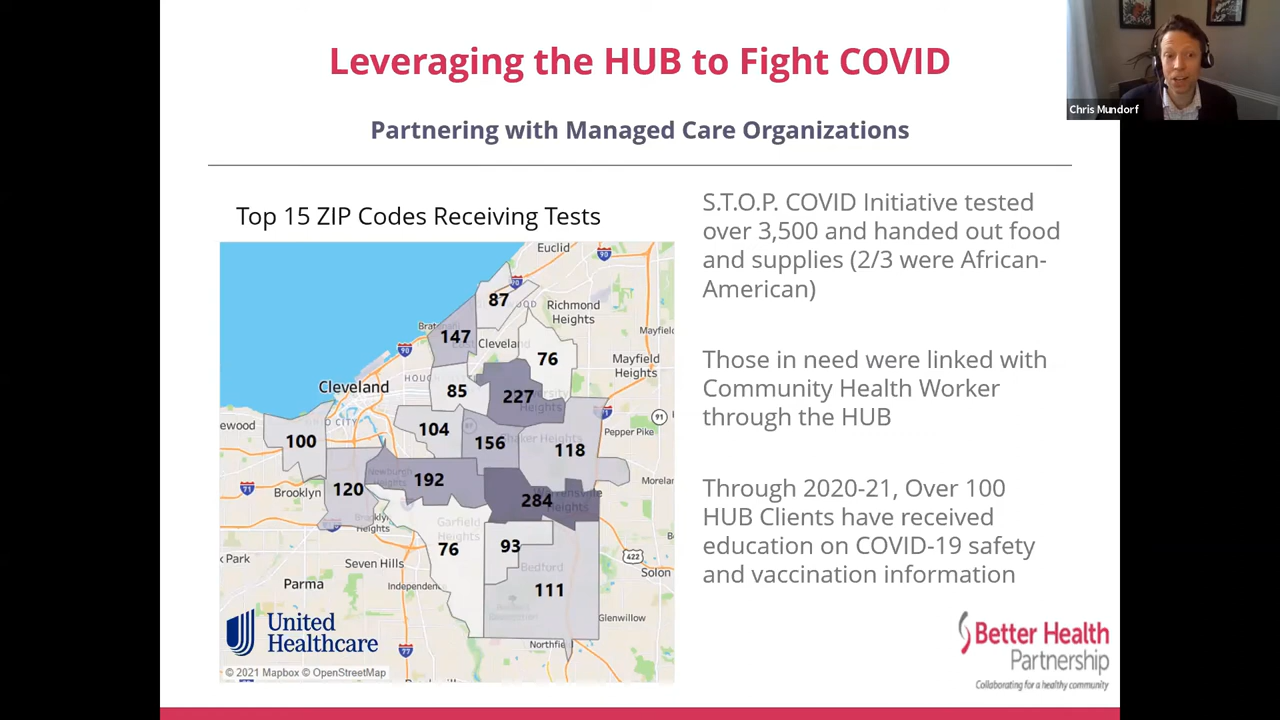 Leveraging the HUB to Fight COVID
Chris Mundorf
Partnering with Managed Care Organizations
Top 15 ZIP Codes Receiving Tests
Euclid
87
Richmond
Heights
147
Cleveland
76
Mayfield
Heights
Cleveland
85
227
100
104
156
118
91
Pepper Pike
192
120
Brooklyn
284
76
93
422
Seven Hills
Solon
Parma
Bedford
111
Glenwillow
United
Healthcare
© 2021 Mapbox © OpenStreetMap
S.T.O.P. COVID Initiative tested
over 3,500 and handed out food
and supplies (2/3 were African-
American)
Those in need were linked with
Community Health Worker
through the HUB
Through 2020-21, Over 100
HUB Clients have received
education on COVID-19 safety
and vaccination information
Better Health
Partnership
Collaborating for a healthy community